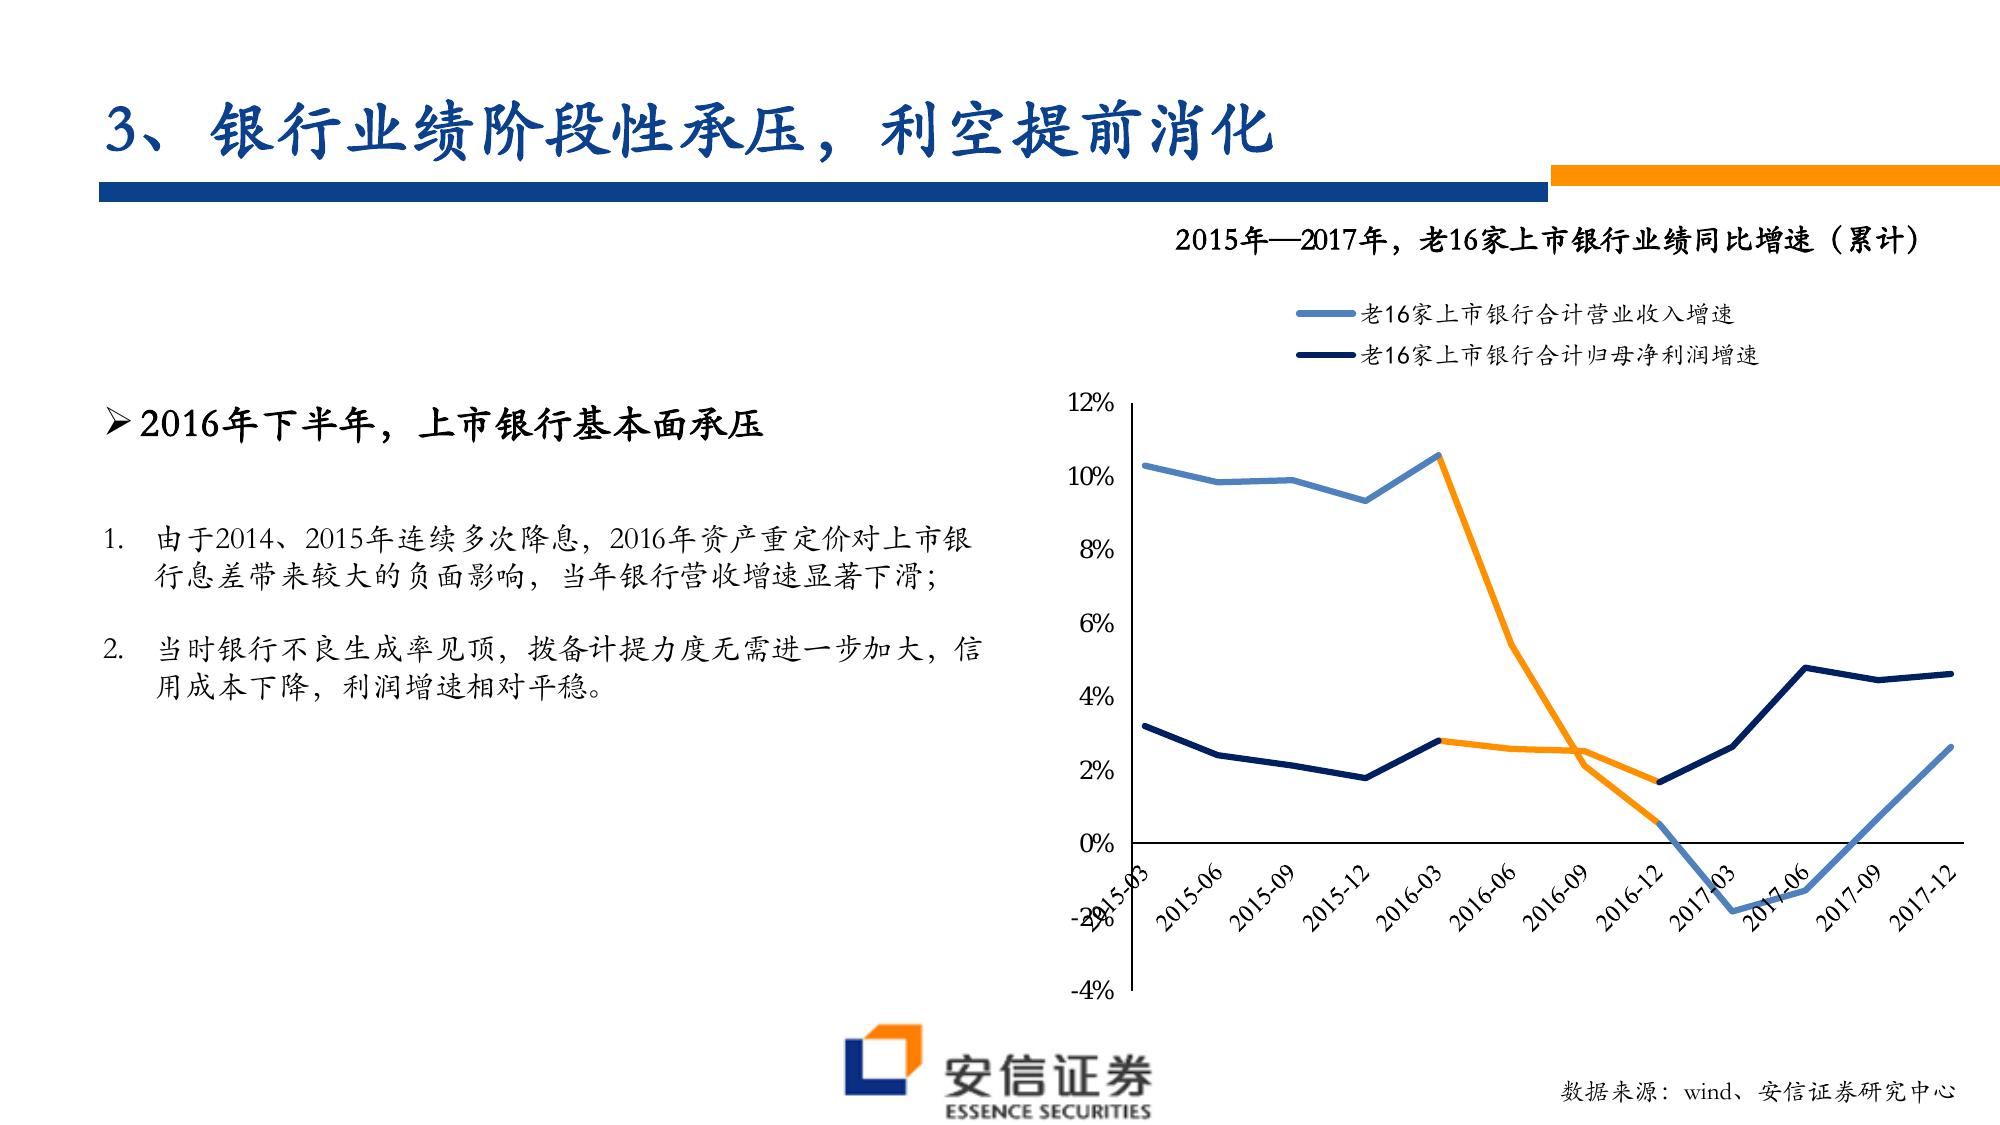 3、银行业绩阶段性承压，利空提前消化
➢2016年下半年，上市银行基本面承压
1. 由于2014、2015年连续多次降息，2016年资产重定价对上市银
行息差带来较大的负面影响，当年银行营收增速显著下滑；
2. 当时银行不良生成率见顶，拨备计提力度无需进一步加大，信
用成本下降，利润增速相对平稳。
2015年—2017年，老16家上市银行业绩同比增速（累计）
老16家上市银行合计营业收入增速
老16家上市银行合计归母净利润增速
12%
10%
8%
6%
4%
2%
0%
-2%
-4%
2015-03
2015-06
2015-09
2015-12
2016-03
2016-06
2016-09
2016-12
2017-03
2017-06
2017-09
2017-12
安信证券
ESSENCE SECURITIES
数据来源：wind、安信证券研究中心